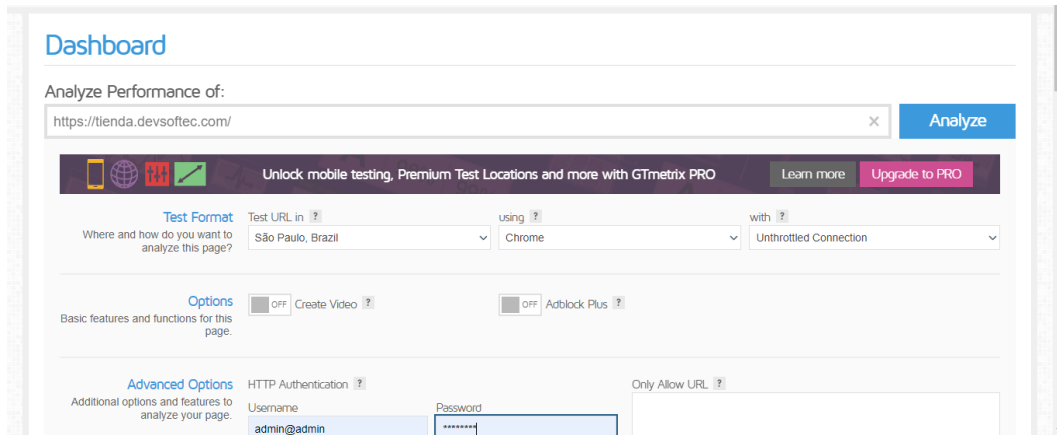 Dashboard
Analyze Performance of:
https://tienda.devsoftec.com/ × Analyze
Unlock mobile testing, Premium Test Locations and more with GTmetrix PRO Learn more Upgrade to PRO
Test Format Test URL in ? using ? with ?
Where and how do you want to São Paulo, Brazil Chrome Unthrottled Connection
analyze this page?
Options OFF Create Video ? OFF Adblock Plus ?
Basic features and functions for this
page.
Advanced Options HTTP Authentication ? Only Allow URL ?
Additional options and features to
analyze your page. Username Password
admin@admin ********